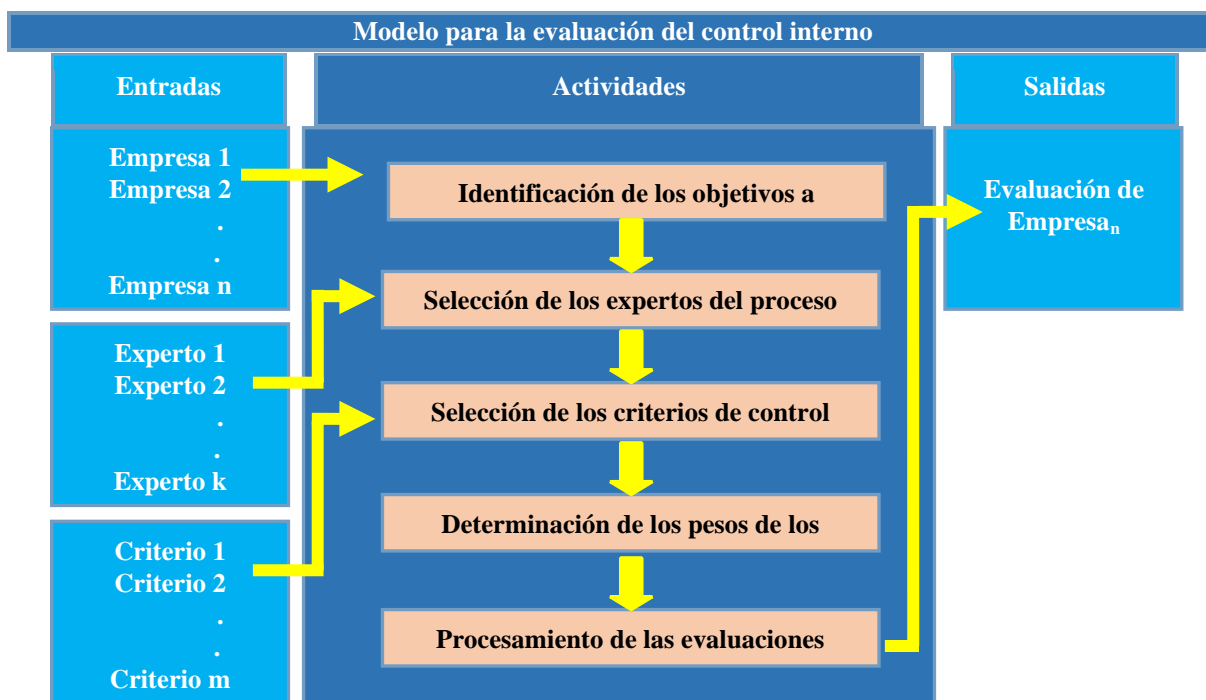 Modelo para la evaluación del control interno
Entradas
Actividades
Salidas
Empresa 1
Empresa 2
.
.
Empresa n
Experto 1
Experto 2
.
.
Experto k
Criterio 1
Criterio 2
.
.
Criterio m
Identificación de los objetivos a
Selección de los expertos del proceso
Selección de los criterios de control
Determinación de los pesos de los
Procesamiento de las evaluaciones
Evaluación de
Empresaₙ